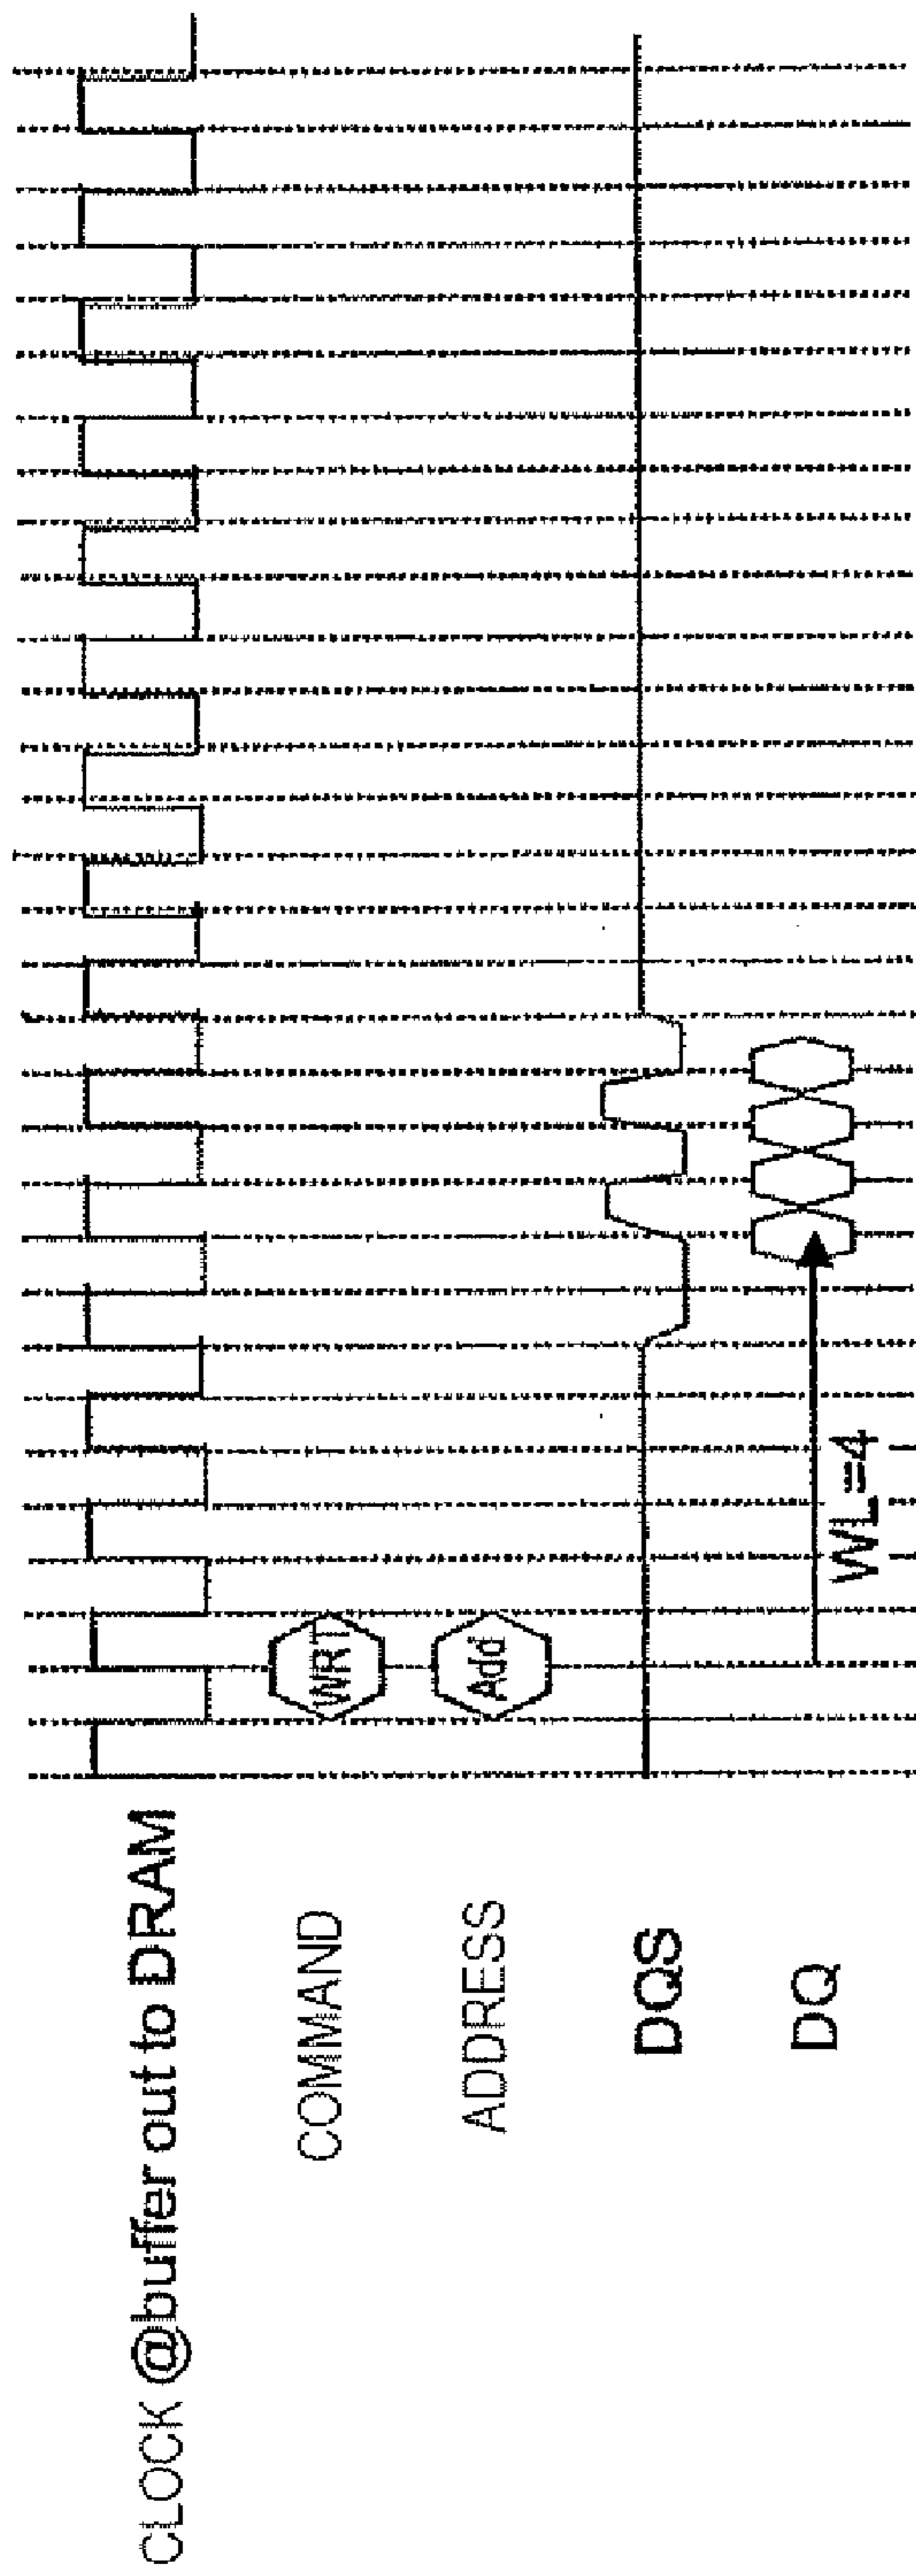 CLOCK @buffer out to DRAM
COMMAND
WRT
ADDRESS
Add
DQS
DQ
WL=4